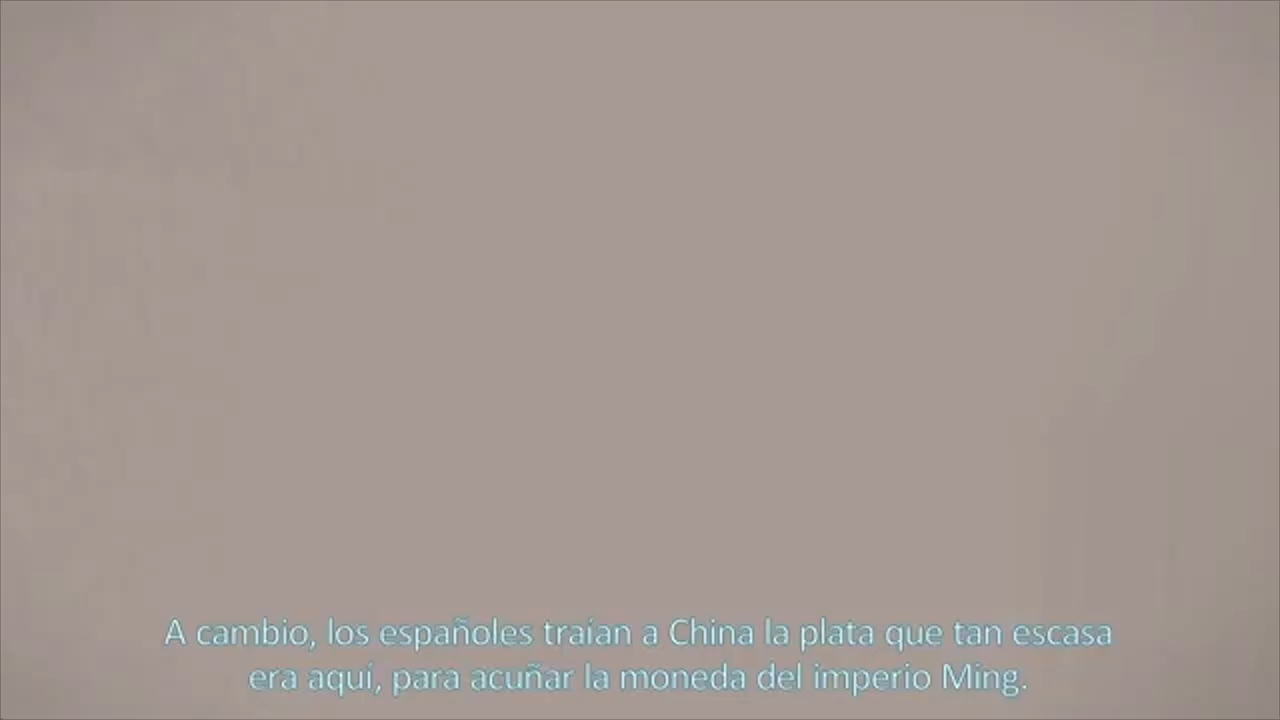 A cambio, los españoles traían a China la plata que tan escasa
era aquí, para acuñar la moneda del imperio Ming.